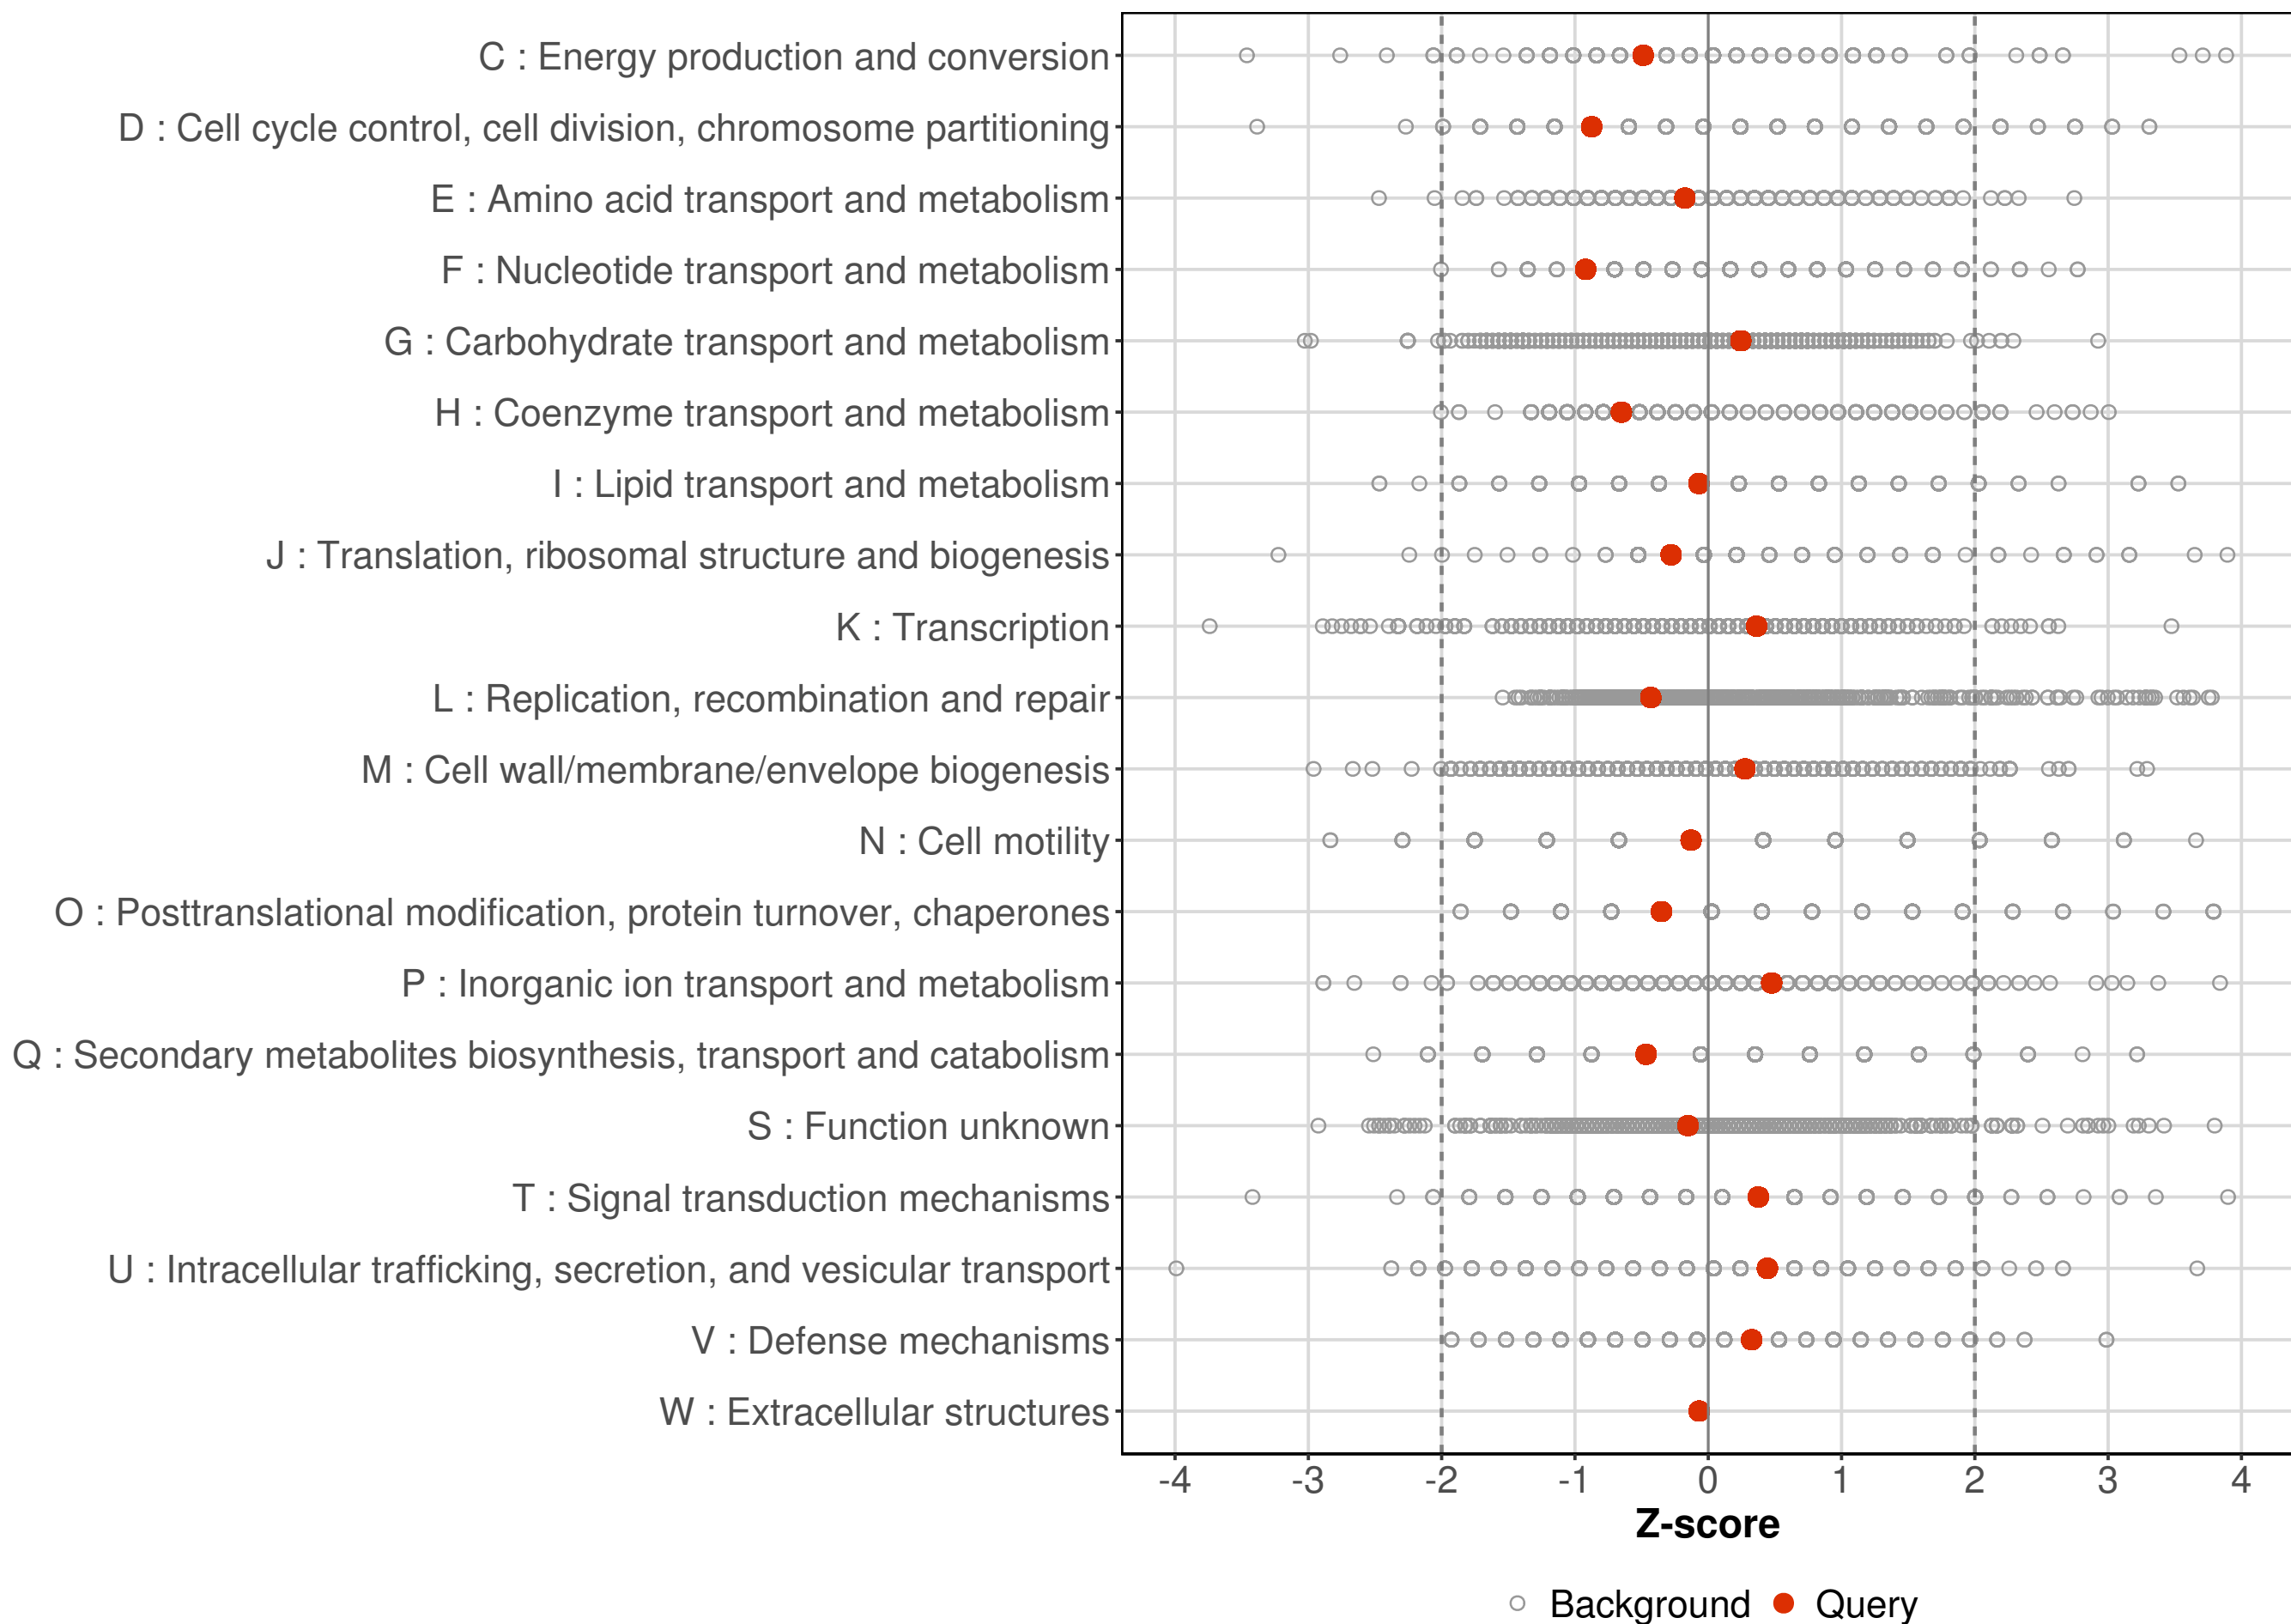 C : Energy production and conversion
D : Cell cycle control, cell division, chromosome partitioning
E : Amino acid transport and metabolism
F : Nucleotide transport and metabolism
G : Carbohydrate transport and metabolism
H : Coenzyme transport and metabolism
I : Lipid transport and metabolism
J : Translation, ribosomal structure and biogenesis
K : Transcription
L : Replication, recombination and repair
M : Cell wall/membrane/envelope biogenesis
N : Cell motility
O : Posttranslational modification, protein turnover, chaperones
P : Inorganic ion transport and metabolism
Q : Secondary metabolites biosynthesis, transport and catabolism
S : Function unknown
T : Signal transduction mechanisms
U : Intracellular trafficking, secretion, and vesicular transport
V : Defense mechanisms
W : Extracellular structures
-4 -3 -2 -1 0 1 2 3 4
Z-score
Background Query